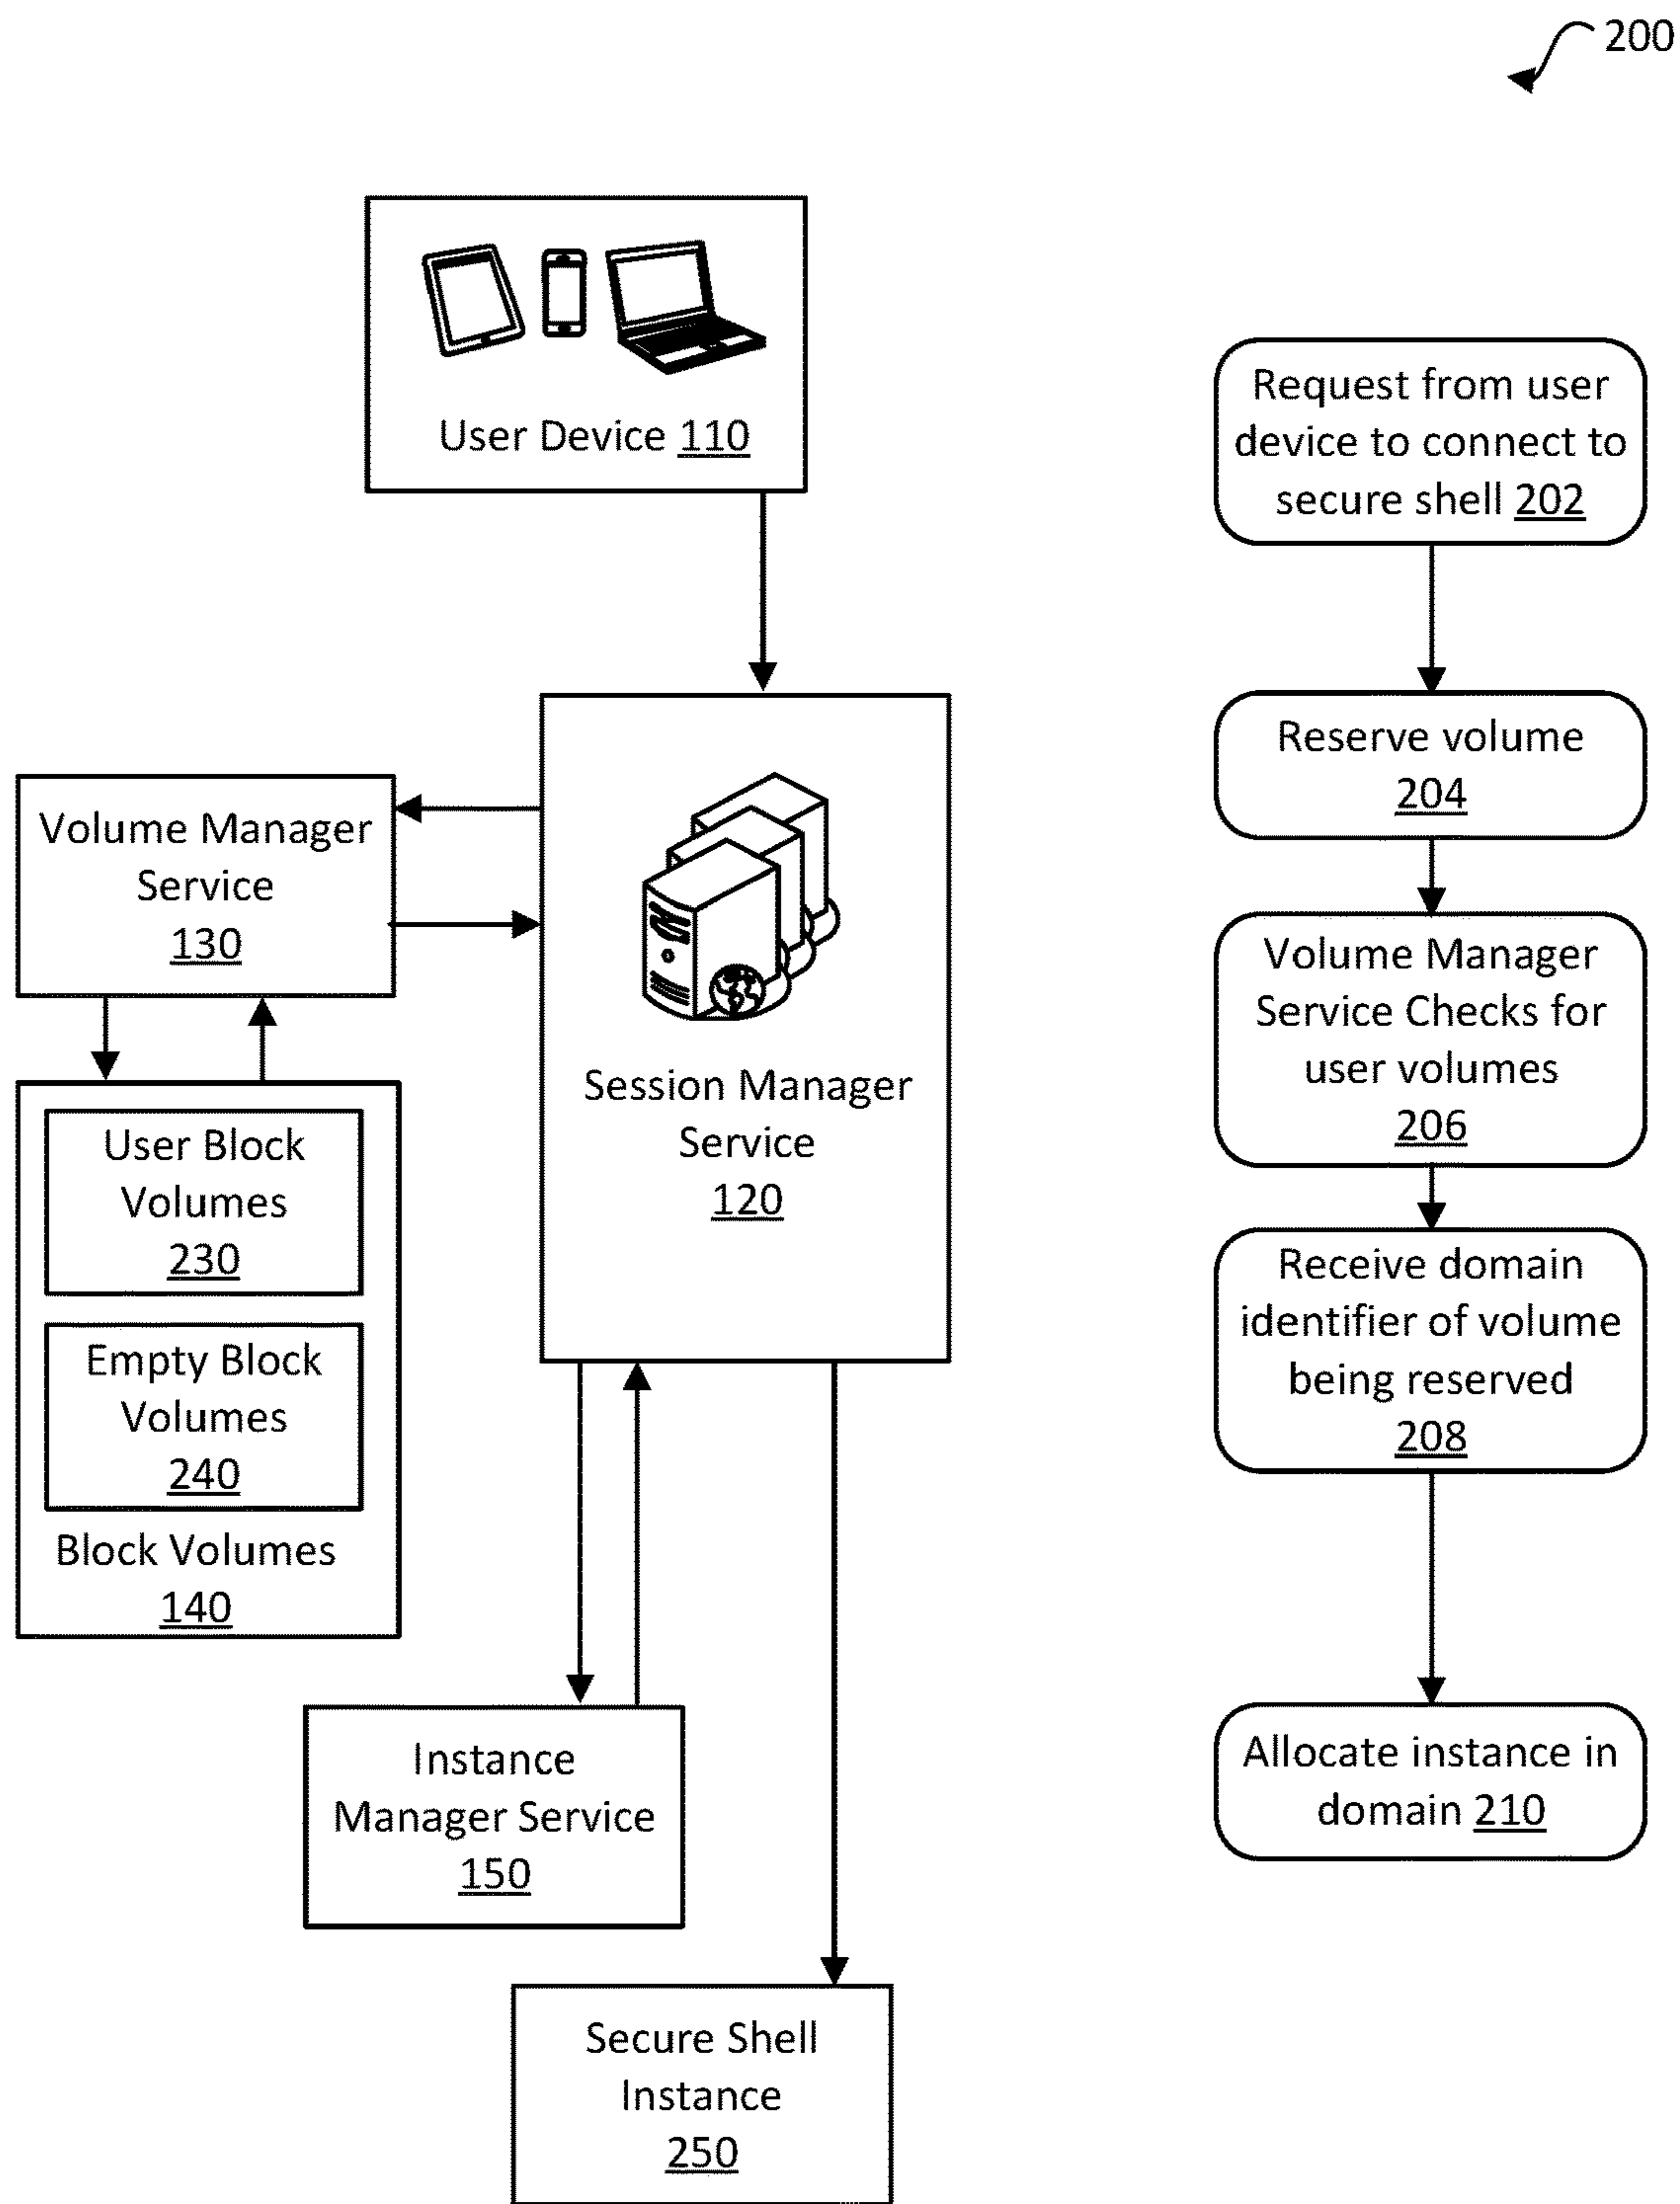 200
User Device 110
Volume Manager
Service
130
User Block
Volumes
230
Empty Block
Volumes
240
Block Volumes
140
Session Manager
Service
120
Instance
Manager Service
150
Secure Shell
Instance
250
Request from user
device to connect to
secure shell 202
Reserve volume
204
Volume Manager
Service Checks for
user volumes
206
Receive domain
identifier of volume
being reserved
208
Allocate instance in
domain 210